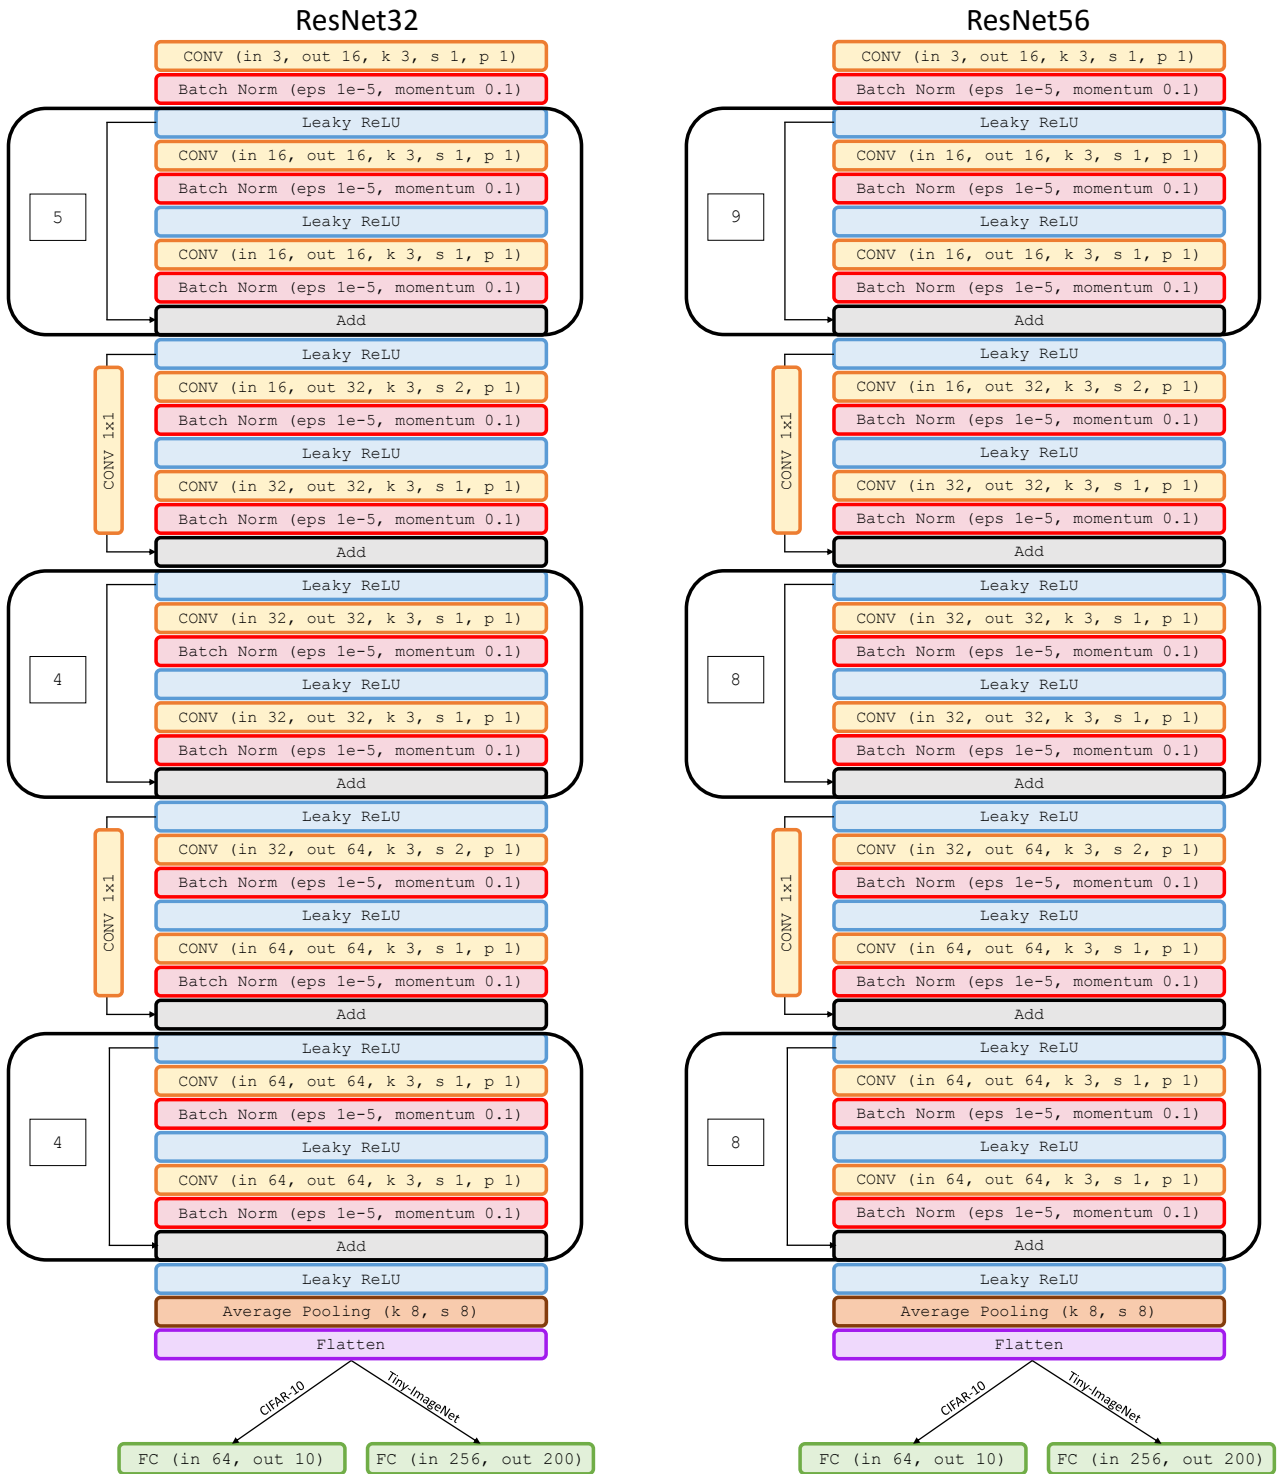 ResNet32
CONV (in 3, out 16, k 3, s 1, p 1)
Batch Norm (eps 1e-5, momentum 0.1)
Leaky ReLU
CONV (in 16, out 16, k 3, s 1, p 1)
Batch Norm (eps 1e-5, momentum 0.1)
5
Leaky ReLU
CONV (in 16, out 16, k 3, s 1, p 1)
Batch Norm (eps 1e-5, momentum 0.1)
Add
Leaky ReLU
CONV (in 16, out 32, k 3, s 2, p 1)
Batch Norm (eps 1e-5, momentum 0.1)
CONV 1x1
Leaky ReLU
CONV (in 32, out 32, k 3, s 1, p 1)
Batch Norm (eps 1e-5, momentum 0.1)
Add
Leaky ReLU
CONV (in 32, out 32, k 3, s 1, p 1)
Batch Norm (eps 1e-5, momentum 0.1)
4
Leaky ReLU
CONV (in 32, out 32, k 3, s 1, p 1)
Batch Norm (eps 1e-5, momentum 0.1)
Add
Leaky ReLU
CONV (in 32, out 64, k 3, s 2, p 1)
Batch Norm (eps 1e-5, momentum 0.1)
CONV 1x1
Leaky ReLU
CONV (in 64, out 64, k 3, s 1, p 1)
Batch Norm (eps 1e-5, momentum 0.1)
Add
Leaky ReLU
CONV (in 64, out 64, k 3, s 1, p 1)
Batch Norm (eps 1e-5, momentum 0.1)
4
Leaky ReLU
CONV (in 64, out 64, k 3, s 1, p 1)
Batch Norm (eps 1e-5, momentum 0.1)
Add
Leaky ReLU
Average Pooling (k 8, s 8)
Flatten
CIFAR-10
Tiny-ImageNet
FC (in 64, out 10)
FC (in 256, out 200)
ResNet56
CONV (in 3, out 16, k 3, s 1, p 1)
Batch Norm (eps 1e-5, momentum 0.1)
Leaky ReLU
CONV (in 16, out 16, k 3, s 1, p 1)
Batch Norm (eps 1e-5, momentum 0.1)
9
Leaky ReLU
CONV (in 16, out 16, k 3, s 1, p 1)
Batch Norm (eps 1e-5, momentum 0.1)
Add
Leaky ReLU
CONV (in 16, out 32, k 3, s 2, p 1)
Batch Norm (eps 1e-5, momentum 0.1)
CONV 1x1
Leaky ReLU
CONV (in 32, out 32, k 3, s 1, p 1)
Batch Norm (eps 1e-5, momentum 0.1)
Add
Leaky ReLU
CONV (in 32, out 32, k 3, s 1, p 1)
Batch Norm (eps 1e-5, momentum 0.1)
8
Leaky ReLU
CONV (in 32, out 32, k 3, s 1, p 1)
Batch Norm (eps 1e-5, momentum 0.1)
Add
Leaky ReLU
CONV (in 32, out 64, k 3, s 2, p 1)
Batch Norm (eps 1e-5, momentum 0.1)
CONV 1x1
Leaky ReLU
CONV (in 64, out 64, k 3, s 1, p 1)
Batch Norm (eps 1e-5, momentum 0.1)
Add
Leaky ReLU
CONV (in 64, out 64, k 3, s 1, p 1)
Batch Norm (eps 1e-5, momentum 0.1)
8
Leaky ReLU
CONV (in 64, out 64, k 3, s 1, p 1)
Batch Norm (eps 1e-5, momentum 0.1)
Add
Leaky ReLU
Average Pooling (k 8, s 8)
Flatten
CIFAR-10
Tiny-ImageNet
FC (in 64, out 10)
FC (in 256, out 200)